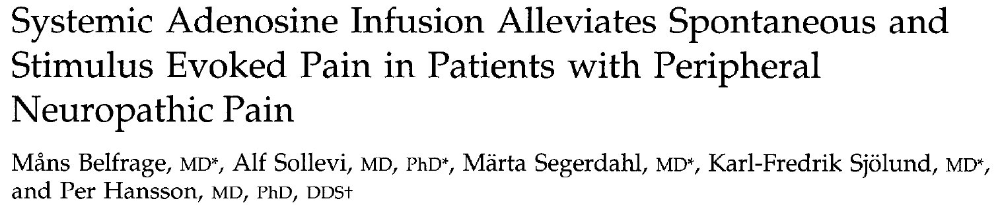 Systemic Adenosine Infusion Alleviates Spontaneous and
Stimulus Evoked Pain in Patients with Peripheral
Neuropathic Pain
Måns Belfrage, MD*, Alf Sollevi, MD, PhD*, Märta Segerdahl, MD*, Karl-Fredrik Sjölund, MD*,
and Per Hansson, MD, PhD, DDS†